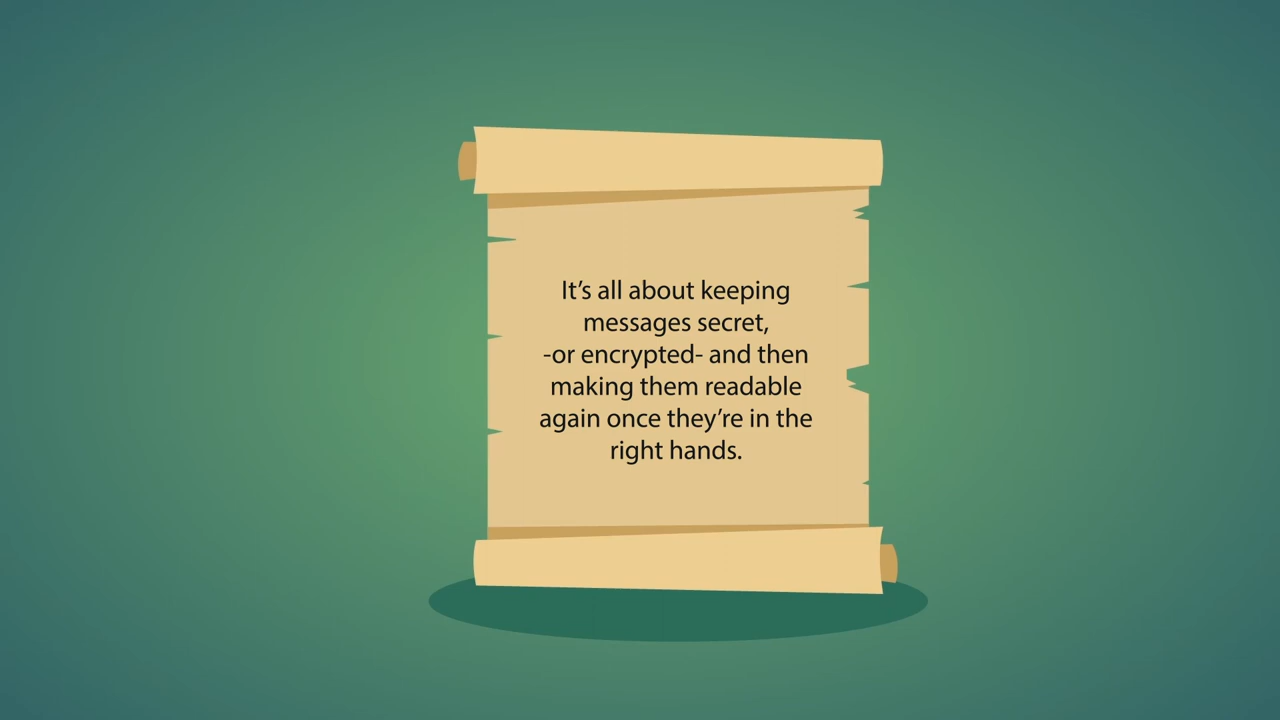 It’s all about keeping
messages secret,
-or encrypted- and then
making them readable
again once they’re in the
right hands.